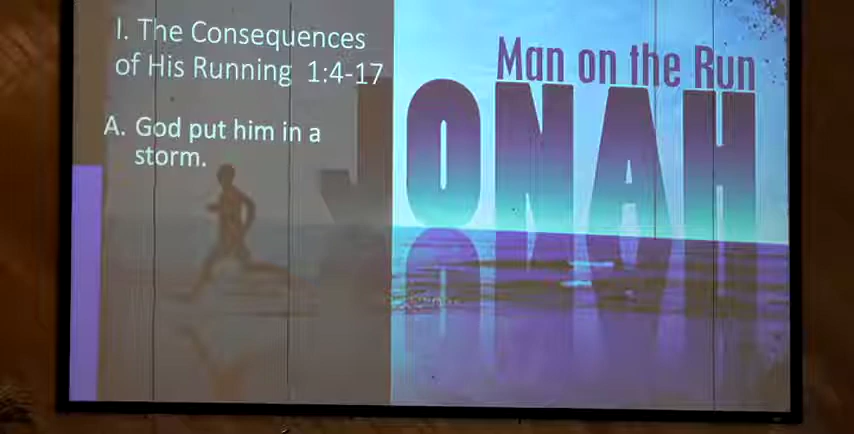 I. The Consequences
of His Running 1:4-17
A. God put him in a
storm.
Man on the Run
JONAH